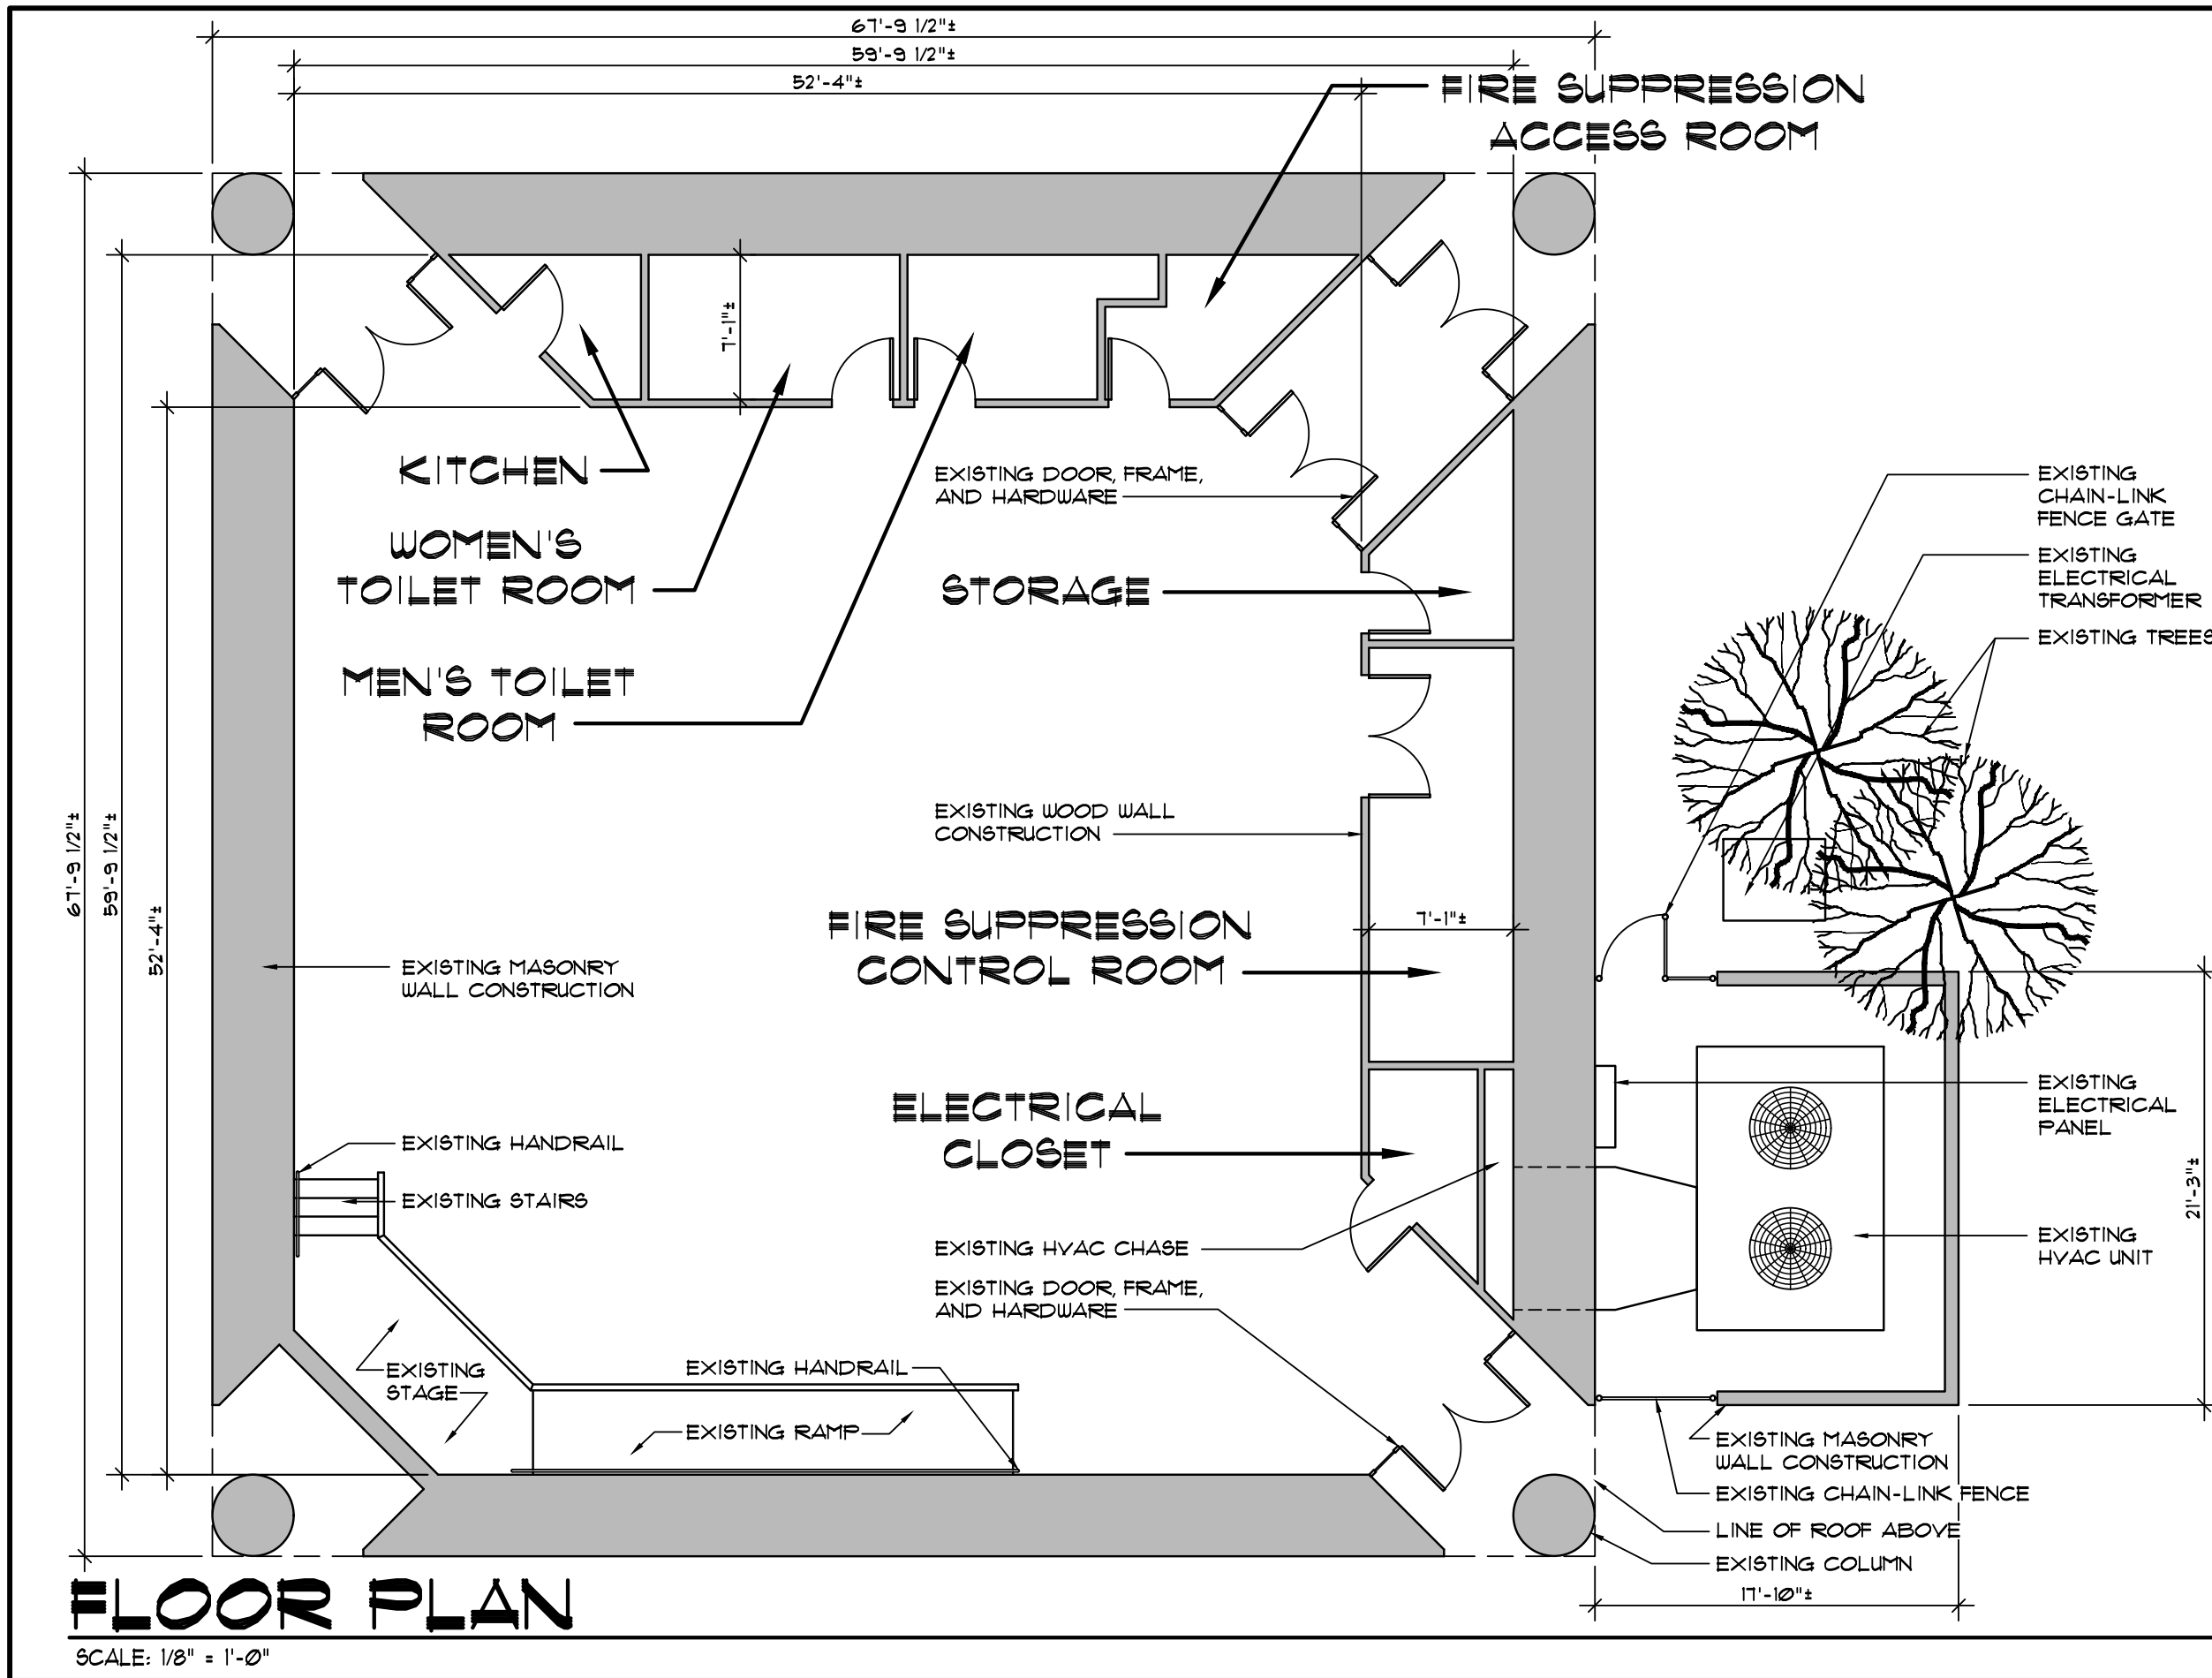 67'-9 1/2"±
59'-9 1/2"±
52'-4"±
FIRE SUPPRESSION
ACCESS ROOM
7'-1"±
KITCHEN
EXISTING DOOR, FRAME,
AND HARDWARE
EXISTING
CHAIN-LINK
FENCE GATE
WOMEN'S
TOILET ROOM
STORAGE
EXISTING
ELECTRICAL
TRANSFORMER
EXISTING TREES
MEN'S TOILET
ROOM
67'-9 1/2"±
59'-9 1/2"±
52'-4"±
EXISTING WOOD WALL
CONSTRUCTION
FIRE SUPPRESSION
CONTROL ROOM
7'-1"±
EXISTING MASONRY
WALL CONSTRUCTION
ELECTRICAL
CLOSET
EXISTING
ELECTRICAL
PANEL
EXISTING HANDRAIL
EXISTING STAIRS
21'-3"±
EXISTING HVAC CHASE
EXISTING
HVAC UNIT
EXISTING DOOR, FRAME,
AND HARDWARE
EXISTING
STAGE
EXISTING HANDRAIL
EXISTING RAMP
EXISTING MASONRY
WALL CONSTRUCTION
EXISTING CHAIN-LINK FENCE
LINE OF ROOF ABOVE
EXISTING COLUMN
17'-10"±
FLOOR PLAN
SCALE: 1/8" = 1'-0"